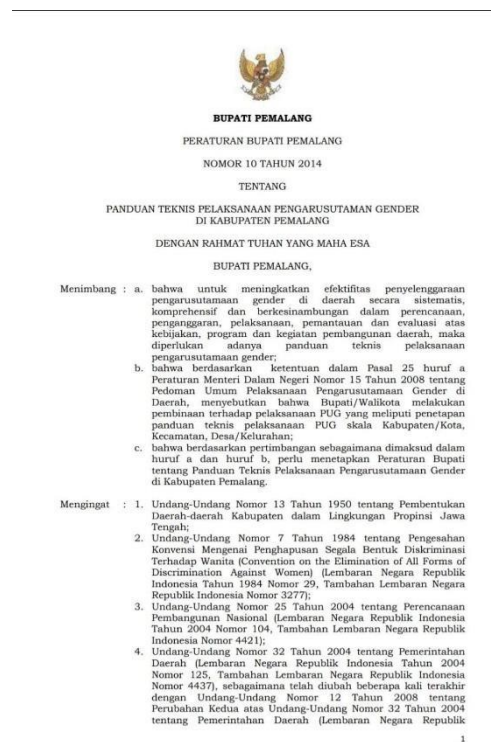 BUPATI PEMALANG
PERATURAN BUPATI PEMALANG
NOMOR 10 TAHUN 2014
TENTANG
PANDUAN TEKNIS PELAKSANAAN PENGARUSUTAMAN GENDER
DI KABUPATEN PEMALANG
DENGAN RAHMAT TUHAN YANG MAHA ESA
BUPATI PEMALANG,
Menimbang : a. bahwa untuk meningkatkan efektifitas penyelenggaraan
pengarusutamaan gender di daerah secara sistematis,
komprehensif dan berkesinambungan dalam perencanaan,
penganggaran, pelaksanaan, pemantauan dan evaluasi atas
kebijakan, program dan kegiatan pembangunan daerah, maka
diperlukan adanya panduan teknis pelaksanaan
pengarusutamaan gender;
b. bahwa berdasarkan ketentuan dalam Pasal 25 huruf a
Peraturan Menteri Dalam Negeri Nomor 15 Tahun 2008 tentang
Pedoman Umum Pelaksanaan Pengarusutamaan Gender di
Daerah, menyebutkan bahwa Bupati/Walikota melakukan
pembinaan terhadap pelaksanaan PUG yang meliputi penetapan
panduan teknis pelaksanaan PUG skala Kabupaten/Kota,
Kecamatan, Desa/Kelurahan;
c. bahwa berdasarkan pertimbangan sebagaimana dimaksud dalam
huruf a dan huruf b, perlu menetapkan Peraturan Bupati
tentang Panduan Teknis Pelaksanaan Pengarusutamaan Gender
di Kabupaten Pemalang.
Mengingat : 1. Undang-Undang Nomor 13 Tahun 1950 tentang Pembentukan
Daerah-daerah Kabupaten dalam Lingkungan Propinsi Jawa
Tengah;
2. Undang-Undang Nomor 7 Tahun 1984 tentang Pengesahan
Konvensi Mengenai Penghapusan Segala Bentuk Diskriminasi
Terhadap Wanita (Convention on the Elimination of All Forms of
Discrimination Against Women) (Lembaran Negara Republik
Indonesia Tahun 1984 Nomor 29, Tambahan Lembaran Negara
Republik Indonesia Nomor 3277);
3. Undang-Undang Nomor 25 Tahun 2004 tentang Perencanaan
Pembangunan Nasional (Lembaran Negara Republik Indonesia
Tahun 2004 Nomor 104, Tambahan Lembaran Negara Republik
Indonesia Nomor 4421);
4. Undang-Undang Nomor 32 Tahun 2004 tentang Pemerintahan
Daerah (Lembaran Negara Republik Indonesia Tahun 2004
Nomor 125, Tambahan Lembaran Negara Republik Indonesia
Nomor 4437), sebagaimana telah diubah beberapa kali terakhir
dengan Undang-Undang Nomor 12 Tahun 2008 tentang
Perubahan Kedua atas Undang-Undang Nomor 32 Tahun 2004
tentang Pemerintahan Daerah (Lembaran Negara Republik
1